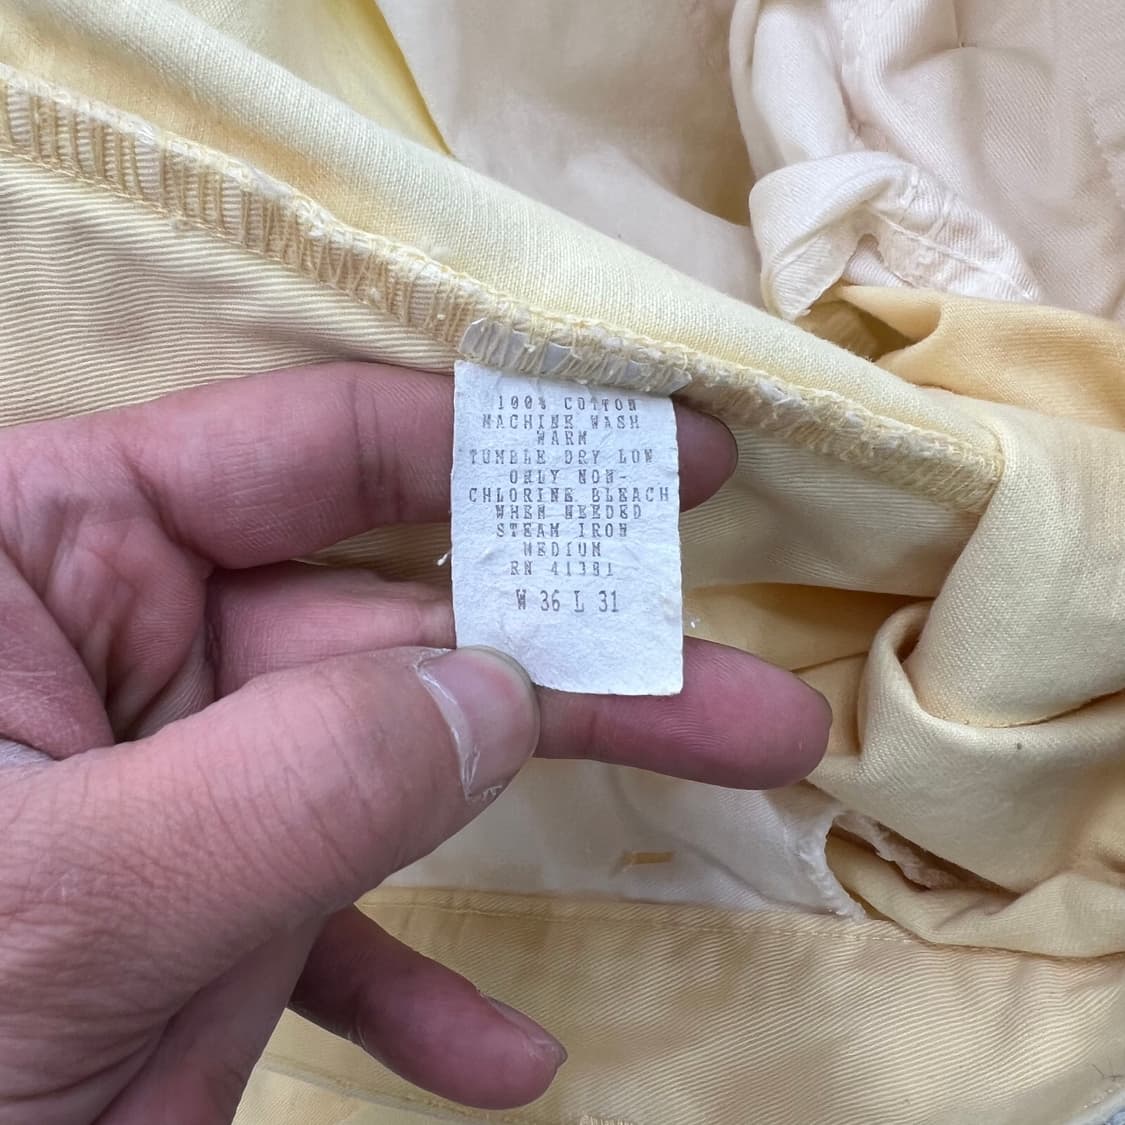 100% COTTON
MACHINE WASH
WARM
TUMBLE DRY LOW
ONLY NON-
CHLORINE BLEACH
WHEN NEEDED
STEAM IRON
MEDIUM
RN 41381
W 36 L 31